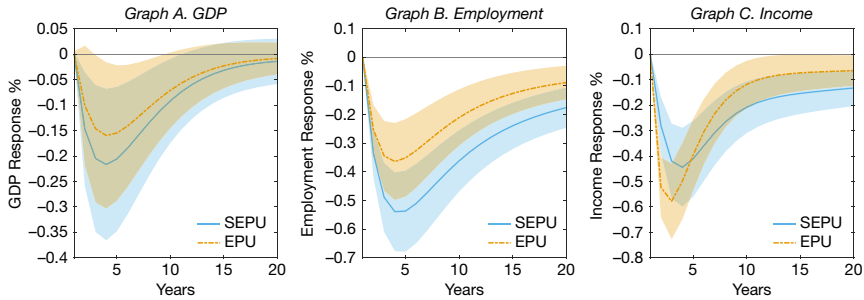 Graph A. GDP
0.05
0
−0.05
−0.1
−0.15
−0.2
−0.25
−0.3
−0.35
−0.4
GDP Response %
5 10 15 20
Years
SEPU
EPU
Graph B. Employment
0.1
0
−0.1
−0.2
−0.3
−0.4
−0.5
−0.6
−0.7
Employment Response %
5 10 15 20
Years
SEPU
EPU
Graph C. Income
0.1
0
−0.1
−0.2
−0.3
−0.4
−0.5
−0.6
−0.7
−0.8
Income Response %
5 10 15 20
Years
SEPU
EPU